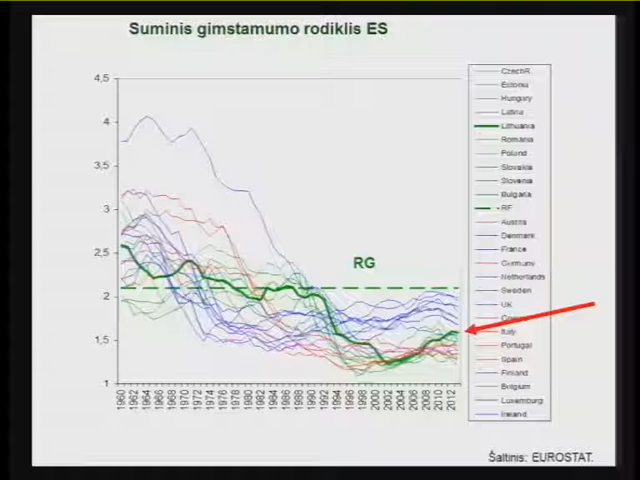 Suminis gimstamumo rodiklis ES
4,5
4
3,5
3
2,5
2
1,5
1
RG
1960
1962
1964
1966
1968
1970
1972
1974
1976
1978
1980
1982
1984
1986
1988
1990
1992
1994
1996
1998
2000
2002
2004
2006
2008
2010
2012
CzechR.
Estonia
Hungary
Latvia
Lithuania
Romania
Poland
Slovakia
Slovenia
Bulgaria
Austria
Denmark
France
Germany
Netherlands
Sweden
UK
Italy
Portugal
Spain
Finland
Belgium
Luxemburg
Ireland
Šaltinis: EUROSTAT.